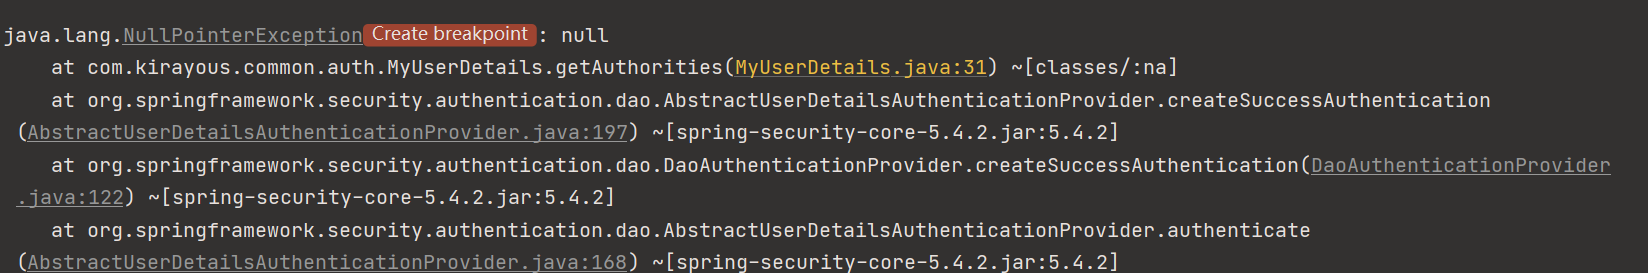 java.lang.NullPointerException Create breakpoint : null
at com.kirayous.common.auth.MyUserDetails.getAuthorities(MyUserDetails.java:31) ~[classes/:na]
at org.springframework.security.authentication.dao.AbstractUserDetailsAuthenticationProvider.createSuccessAuthentication
(AbstractUserDetailsAuthenticationProvider.java:197) ~[spring-security-core-5.4.2.jar:5.4.2]
at org.springframework.security.authentication.dao.DaoAuthenticationProvider.createSuccessAuthentication(DaoAuthenticationProvider
.java:122) ~[spring-security-core-5.4.2.jar:5.4.2]
at org.springframework.security.authentication.dao.AbstractUserDetailsAuthenticationProvider.authenticate
(AbstractUserDetailsAuthenticationProvider.java:168) ~[spring-security-core-5.4.2.jar:5.4.2]